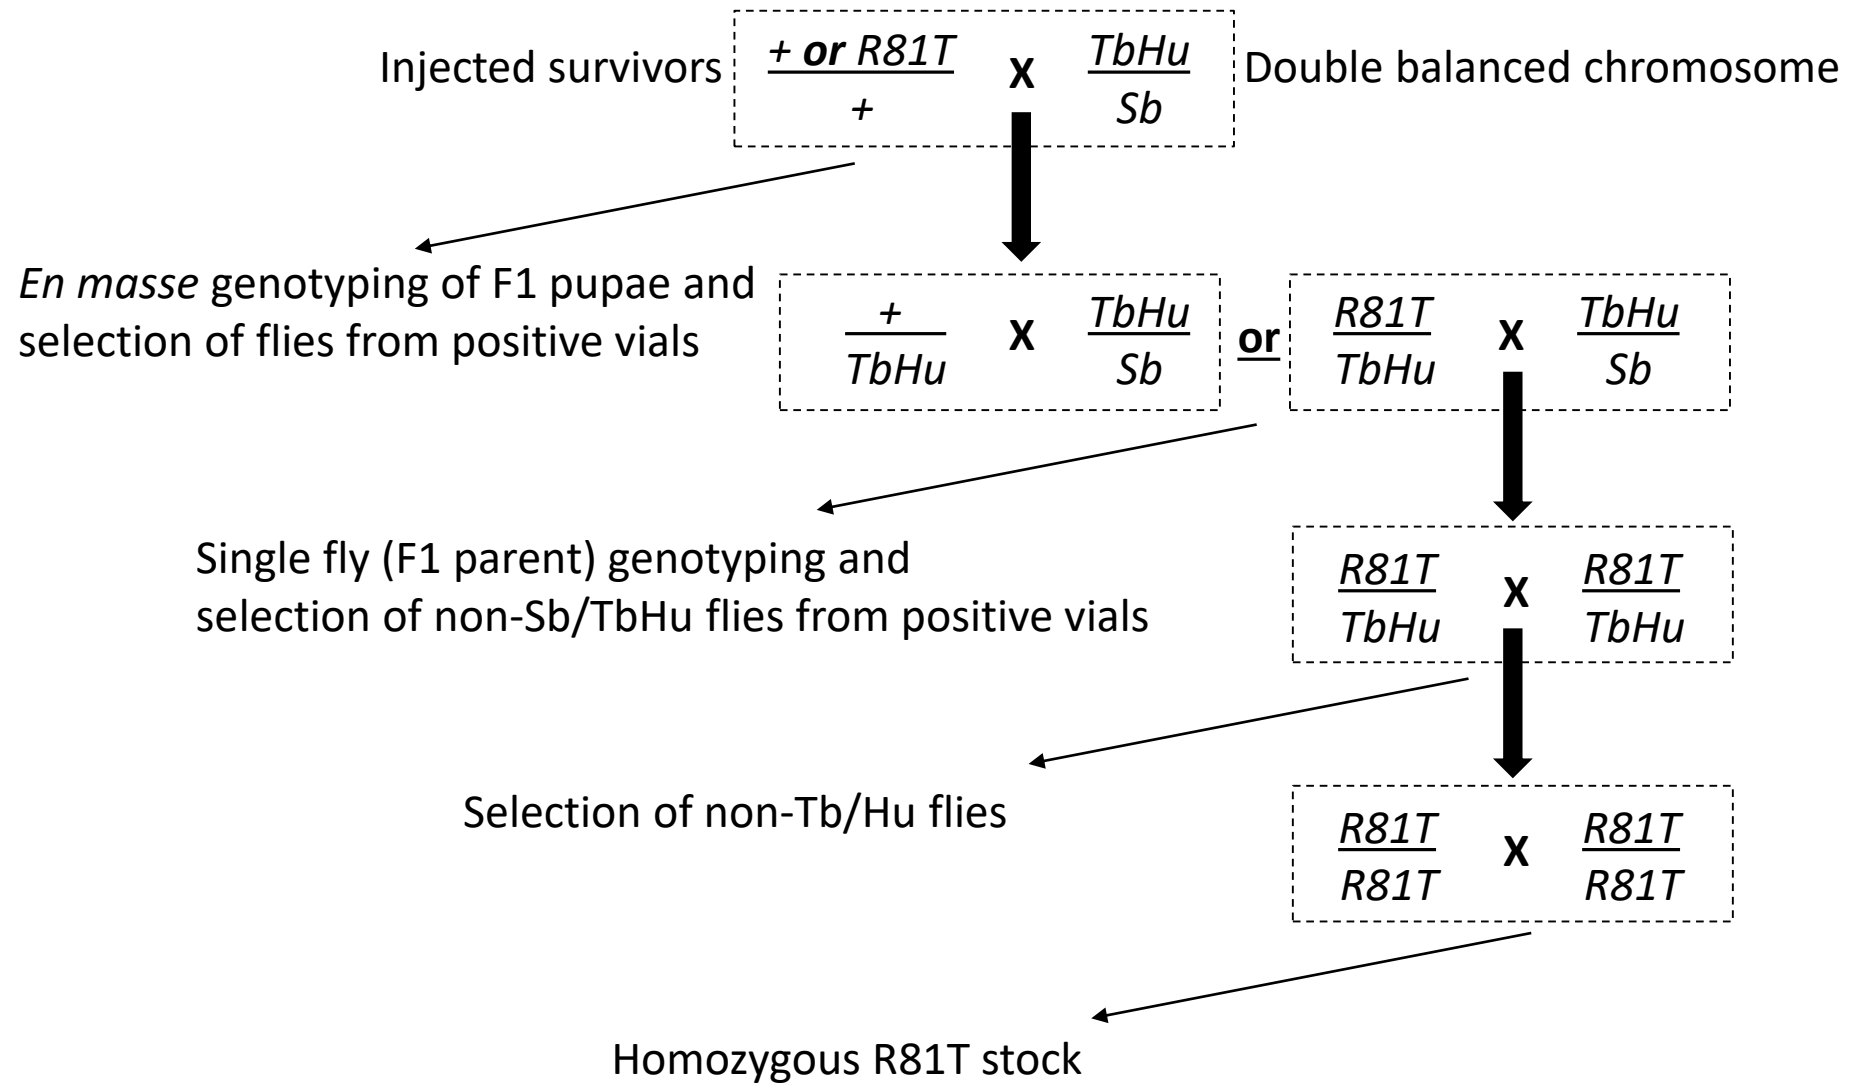 Injected survivors
+ or R81T
+
X
TbHu
Sb
Double balanced chromosome
En masse genotyping of F1 pupae and
selection of flies from positive vials
+
TbHu
X
TbHu
Sb
or
R81T
TbHu
X
TbHu
Sb
Single fly (F1 parent) genotyping and
selection of non-Sb/TbHu flies from positive vials
R81T
TbHu
X
R81T
TbHu
Selection of non-Tb/Hu flies
R81T
R81T
X
R81T
R81T
Homozygous R81T stock